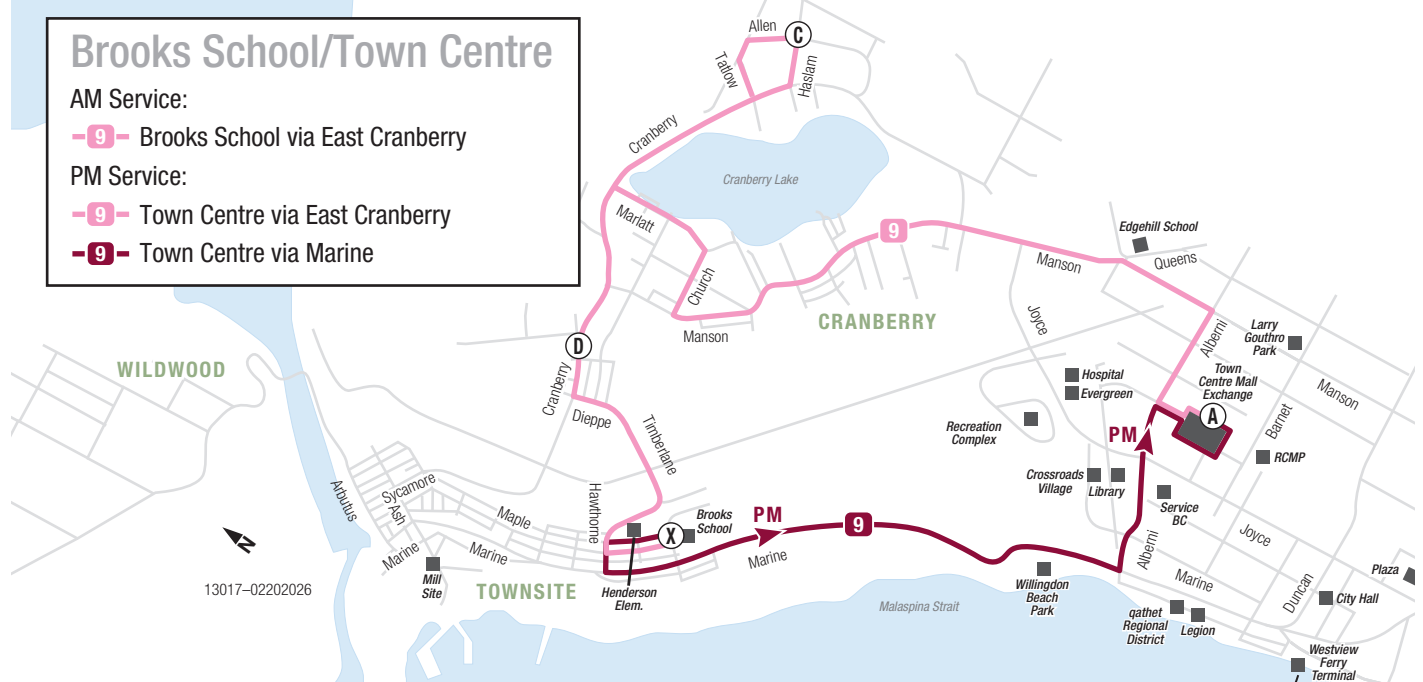 Brooks School/Town Centre
AM Service:
9 Brooks School via East Cranberry
PM Service:
9 Town Centre via East Cranberry
9 Town Centre via Marine
Allen
C
Tatlow
Haslam
Cranberry
Cranberry Lake
Marlatt
9
Edgehill School
Queens
Manson
Church
Manson
CRANBERRY
Joyce
Alberni
Larry
Gouthro
Park
WILDWOOD
D
Cranberry
Dieppe
Timberlane
Hospital
Evergreen
Town
Centre Mall
Exchange
A
Manson
Barnet
Recreation
Complex
PM
RCMP
Crossroads
Village
Library
Service
BC
Arbutus
Sycamore
Ash
Maple
Hawthorne
Brooks
School
X
PM
9
Marine
Marine
Marine
Alberni
Joyce
N
13017–02202026
Mill
Site
TOWNSITE
Henderson
Elem.
Willingdon
Beach
Park
Malaspina Strait
Marine
Duncan
Plaza
City Hall
qathet
Regional
District
Legion
Westview
Ferry
Terminal